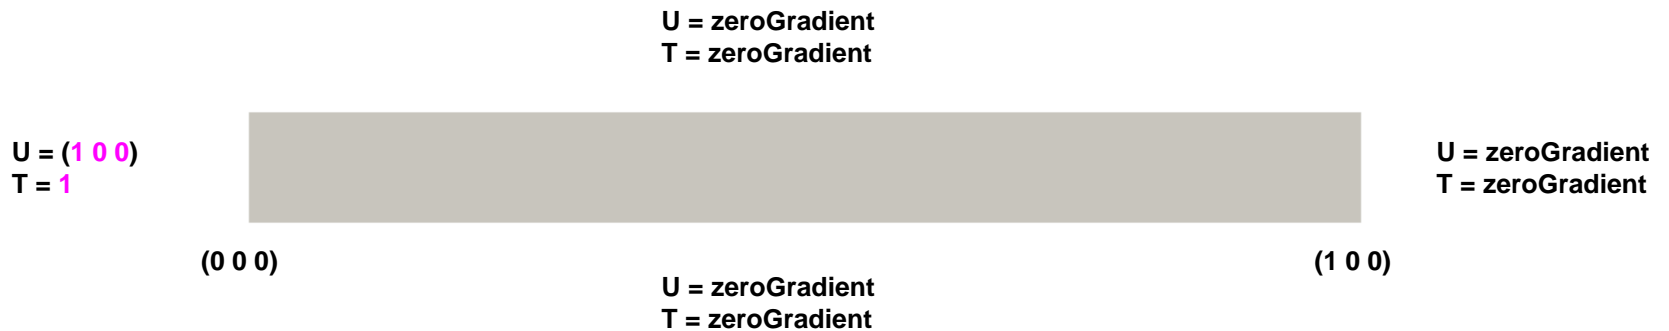 U = zeroGradient
T = zeroGradient
U = (1 0 0)
T = 1
U = zeroGradient
T = zeroGradient
(0 0 0)
(1 0 0)
U = zeroGradient
T = zeroGradient